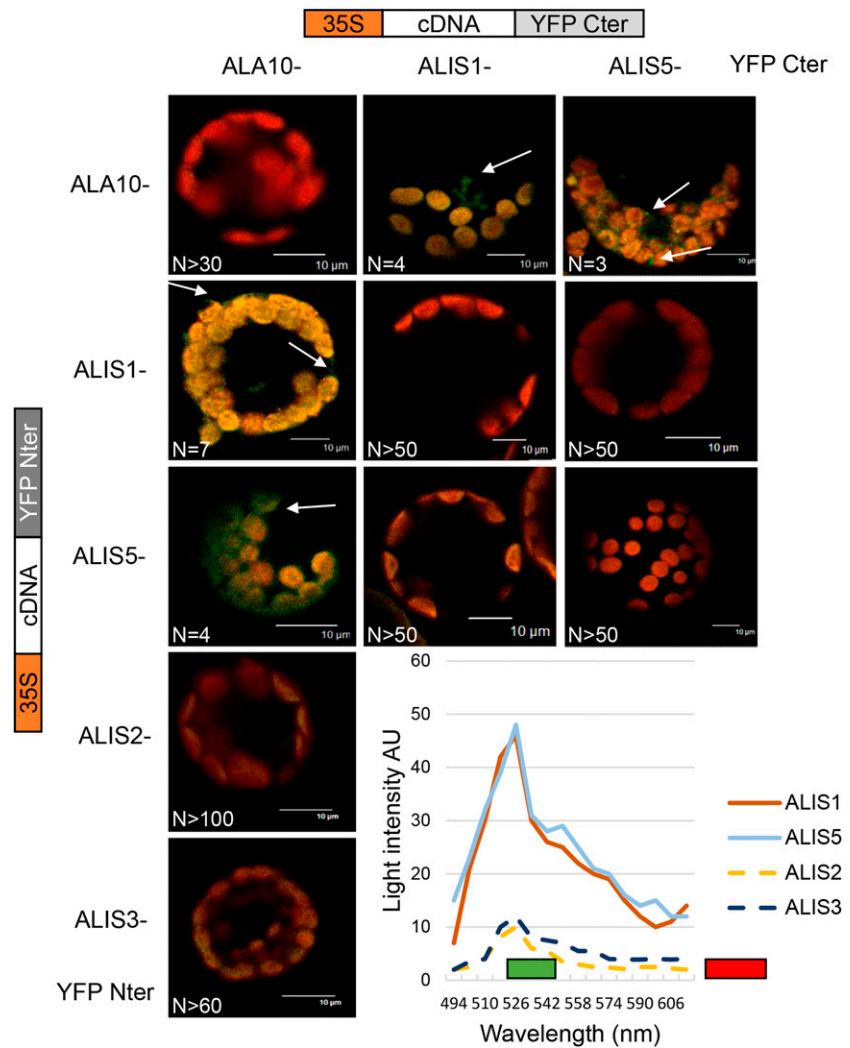 35S cDNA YFP Cter
ALA10- ALIS1- ALIS5- YFP Cter
ALA10-
N>30 10 µm
N=4 10 µm
N=3 10 µm
ALIS1-
N=7 10 µm
N>50 10 µm
N>50 10 µm
ALIS5-
N=4 10 µm
N>50 10 µm
N>50 10 µm
ALIS2-
N>100 10 µm
ALIS3-
N>60 10 µm
YFP Nter
35S cDNA YFP Nter
Light intensity AU
60
50
40
30
20
10
0
494 510 526 542 558 574 590 606
Wavelength (nm)
ALIS1
ALIS5
ALIS2
ALIS3